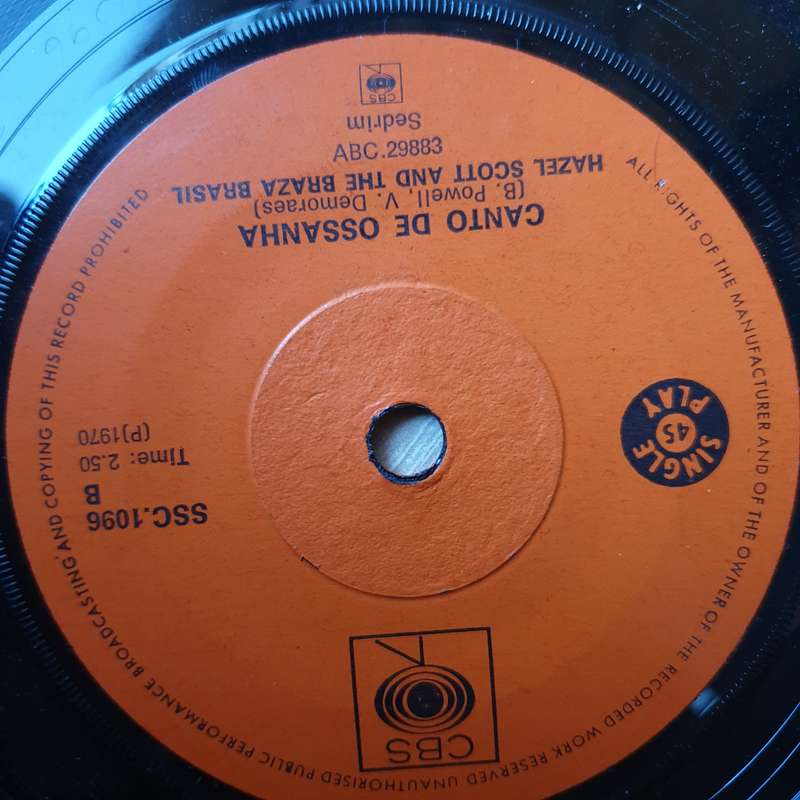 CBS
SSC.1096
B
Time: 2.50
(P)1970
SINGLE
45
PLAY
CANTO DE OSSANHA
(B. Powell, V. Demoraes)
HAZEL SCOTT AND THE BRAZA BRASIL
ABC.29883
Sedrim
CBS
ALL RIGHTS OF THE MANUFACTURER AND OF THE OWNER OF THE RECORDED WORK RESERVED UNAUTHORISED PUBLIC PERFORMANCE BROADCASTING AND COPYING OF THIS RECORD PROHIBITED